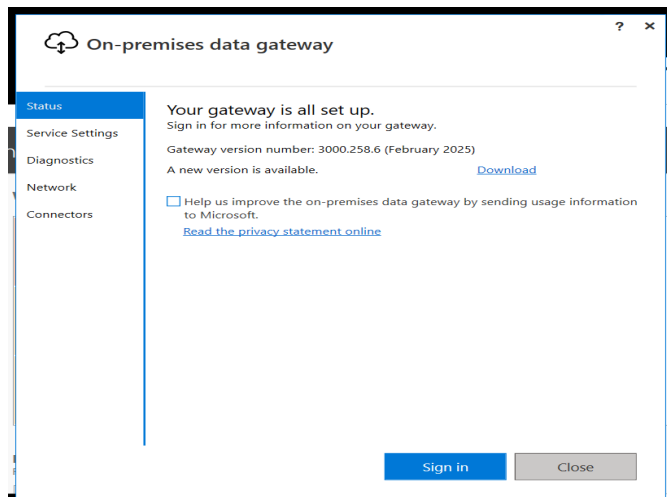 ? ×
On-premises data gateway
Status
Service Settings
Diagnostics
Network
Connectors
Your gateway is all set up.
Sign in for more information on your gateway.
Gateway version number: 3000.258.6 (February 2025)
A new version is available. Download
Help us improve the on-premises data gateway by sending usage information
to Microsoft.
Read the privacy statement online
Sign in Close